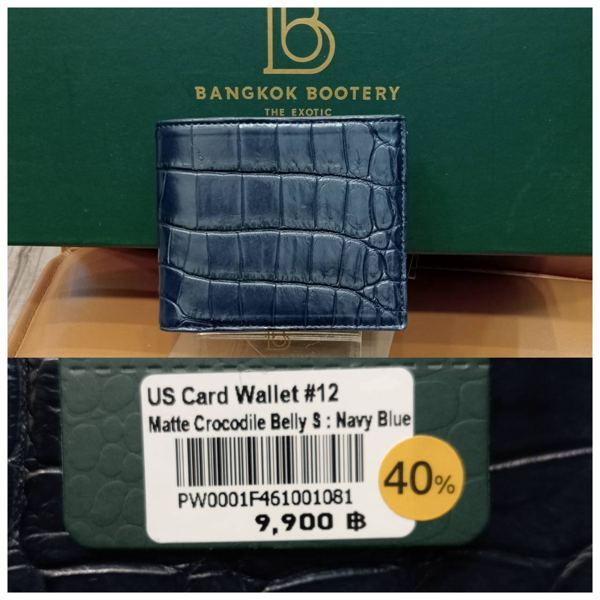 B
BANGKOK BOOTERY
THE EXOTIC
B
US Card Wallet #12
Matte Crocodile Belly S : Navy Blue
PW0001F461001081
9,900 ฿
40%